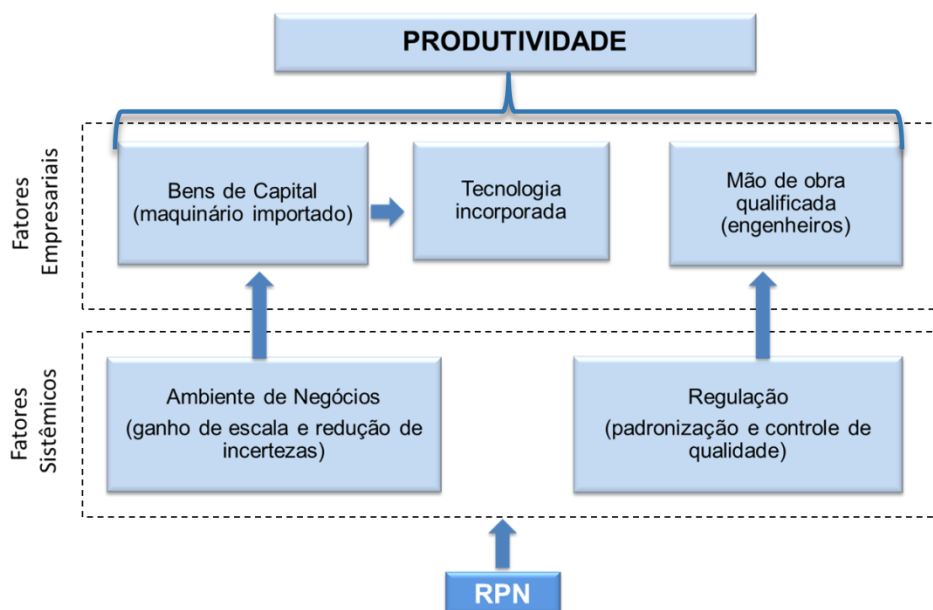 PRODUTIVIDADE
Fatores
Empresariais
Bens de Capital
(maquinário importado)
Tecnologia
incorporada
Mão de obra
qualificada
(engenheiros)
Fatores
Sistêmicos
Ambiente de Negócios
(ganho de escala e redução de
incertezas)
Regulação
(padronização e controle de
qualidade)
RPN